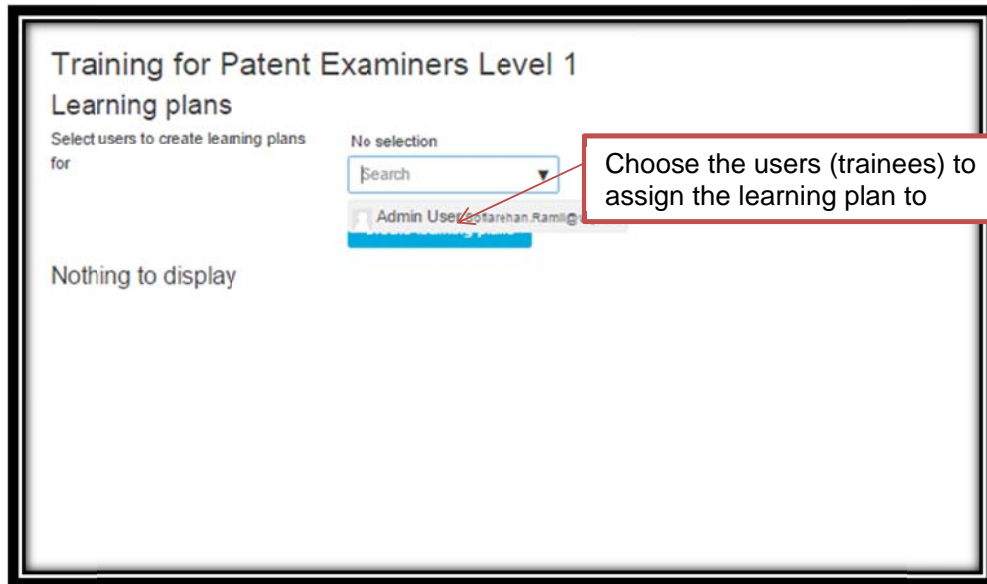 Training for Patent Examiners Level 1
Learning plans
Select users to create learning plans
for
No selection
Search
Choose the users (trainees) to
assign the learning plan to
Admin User
Nothing to display